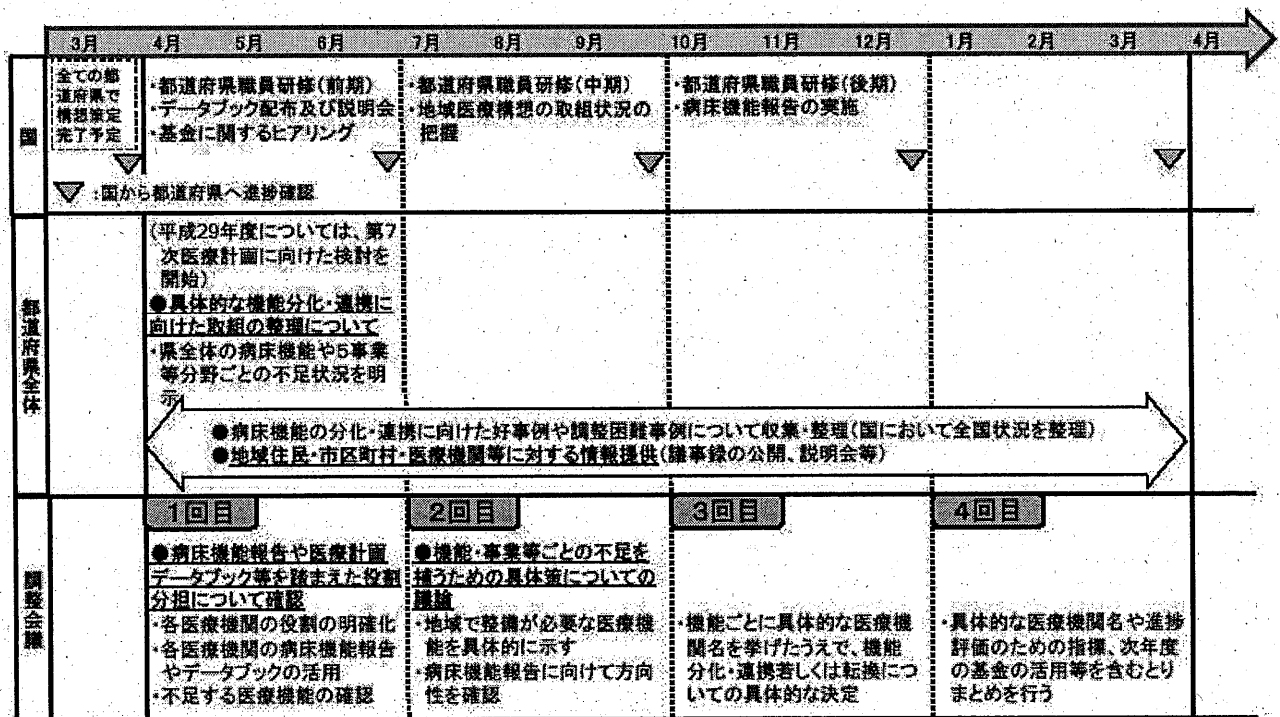 3月 4月 5月 6月 7月 8月 9月 10月 11月 12月 1月 2月 3月 4月
国
全ての都
道府県で
構想策定
完了予定
・都道府県職員研修(前期)
・データブック配布及び説明会
・基金に関するヒアリング
・都道府県職員研修(中期)
・地域医療構想の取組状況の
把握
・都道府県職員研修(後期)
・病床機能報告の実施
:国から都道府県へ進捗確認
都道府県全体
(平成29年度については、第7
次医療計画に向けた検討を
開始)
●具体的な機能分化・連携に
向けた取組の整理について
・県全体の病床機能や5事業
等分野ごとの不足状況を明
示
●病床機能の分化・連携に向けた好事例や調整困難事例について収集・整理(国において全国状況を整理)
●地域住民・市区町村・医療機関等に対する情報提供(議事録の公開、説明会等)
調整会議
1回目
●病床機能報告や医療計画
データブック等を踏まえた役割
分担について確認
・各医療機関の役割の明確化
・各医療機関の病床機能報告
やデータブックの活用
・不足する医療機能の確認
2回目
●機能・事業等ごとの不足を
補うための具体策についての
議論
・地域で整備が必要な医療機
能を具体的に示す
・病床機能報告に向けて方向
性を確認
3回目
・機能ごとに具体的な医療機
関名を挙げたうえで、機能
分化・連携若しくは転換につ
いての具体的な決定
4回目
・具体的な医療機関名や進捗
評価のための指標、次年度
の基金の活用等を含むとり
まとめを行う